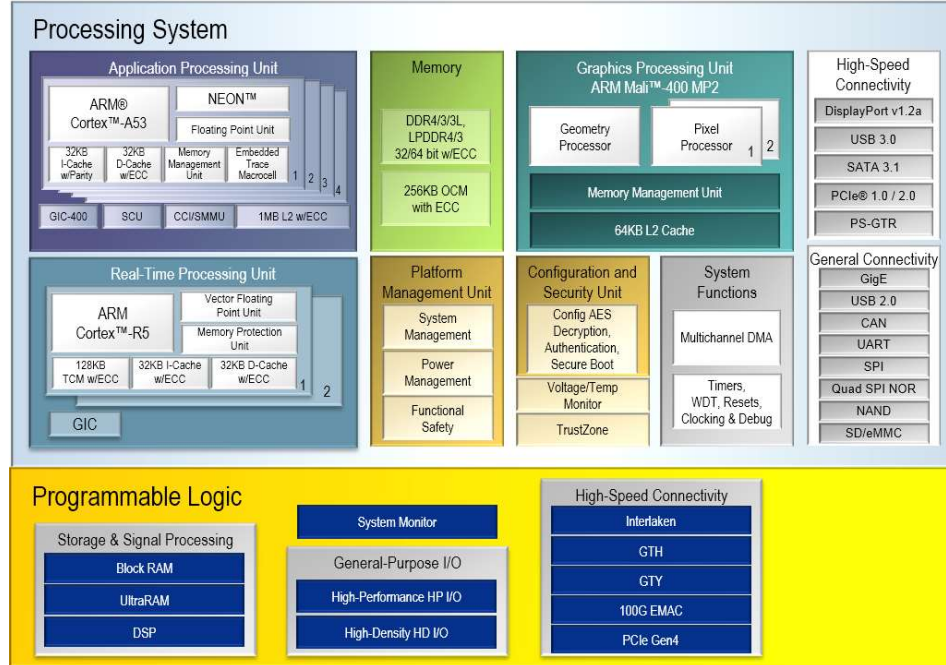 Processing System
Application Processing Unit
ARM®
Cortex™-A53
NEON™
Floating Point Unit
32KB
I-Cache
w/Parity
32KB
D-Cache
w/ECC
Memory
Management
Unit
Embedded
Trace
Macrocell
1
2
3
4
GIC-400
SCU
CCI/SMMU
1MB L2 w/ECC
Memory
DDR4/3/3L,
LPDDR4/3
32/64 bit w/ECC
256KB OCM
with ECC
Graphics Processing Unit
ARM Mali™-400 MP2
Geometry
Processor
Pixel
Processor
1
2
Memory Management Unit
64KB L2 Cache
High-Speed
Connectivity
DisplayPort v1.2a
USB 3.0
SATA 3.1
PCIe® 1.0 / 2.0
PS-GTR
Real-Time Processing Unit
ARM
Cortex™-R5
Vector Floating
Point Unit
Memory Protection
Unit
128KB
TCM w/ECC
32KB I-Cache
w/ECC
32KB D-Cache
w/ECC
1
2
GIC
Platform
Management Unit
System
Management
Power
Management
Functional
Safety
Configuration and
Security Unit
Config AES
Decryption,
Authentication,
Secure Boot
Voltage/Temp
Monitor
TrustZone
System
Functions
Multichannel DMA
Timers,
WDT, Resets,
Clocking & Debug
General Connectivity
GigE
USB 2.0
CAN
UART
SPI
Quad SPI NOR
NAND
SD/eMMC
Programmable Logic
Storage & Signal Processing
Block RAM
UltraRAM
DSP
System Monitor
General-Purpose I/O
High-Performance HP I/O
High-Density HD I/O
High-Speed Connectivity
Interlaken
GTH
GTY
100G EMAC
PCIe Gen4